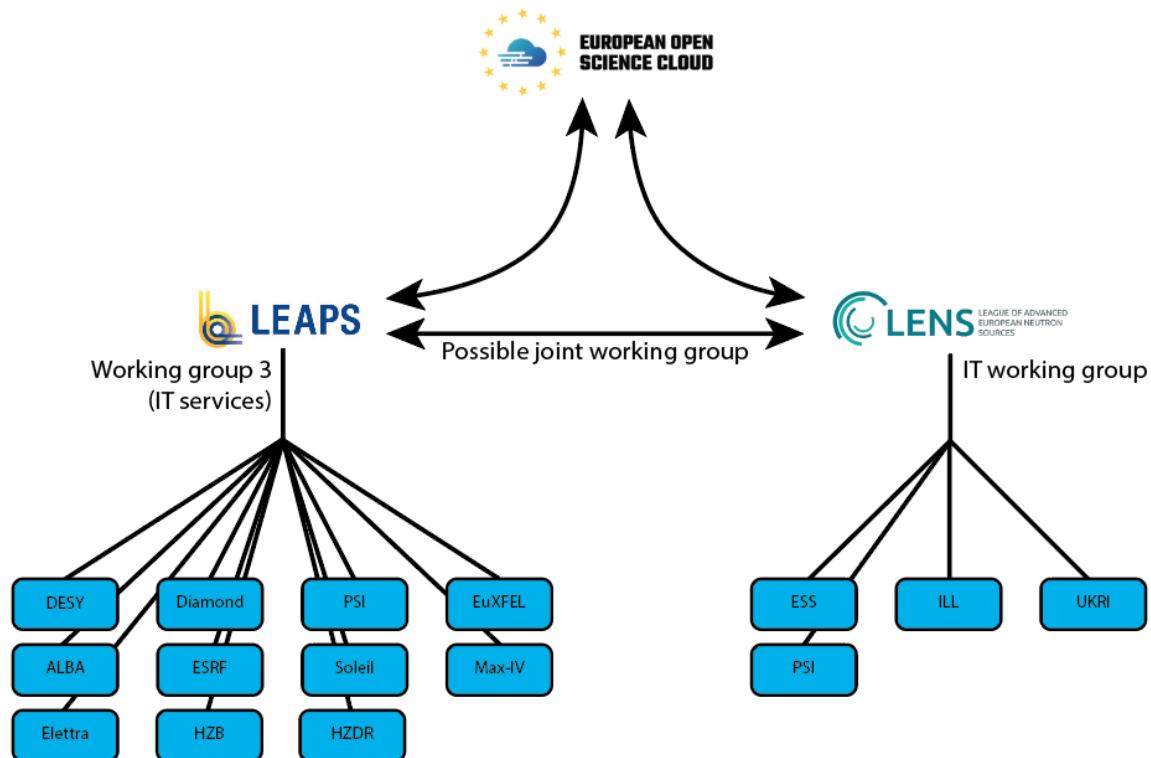 EUROPEAN OPEN
SCIENCE CLOUD
LEAPS
LENS
LEAGUE OF ADVANCED
EUROPEAN NEUTRON
SOURCES
Possible joint working group
Working group 3
(IT services)
IT working group
DESY
Diamond
PSI
EuXFEL
ESS
ILL
UKRI
ALBA
ESRF
Soleil
Max-IV
PSI
Elettra
HZB
HZDR